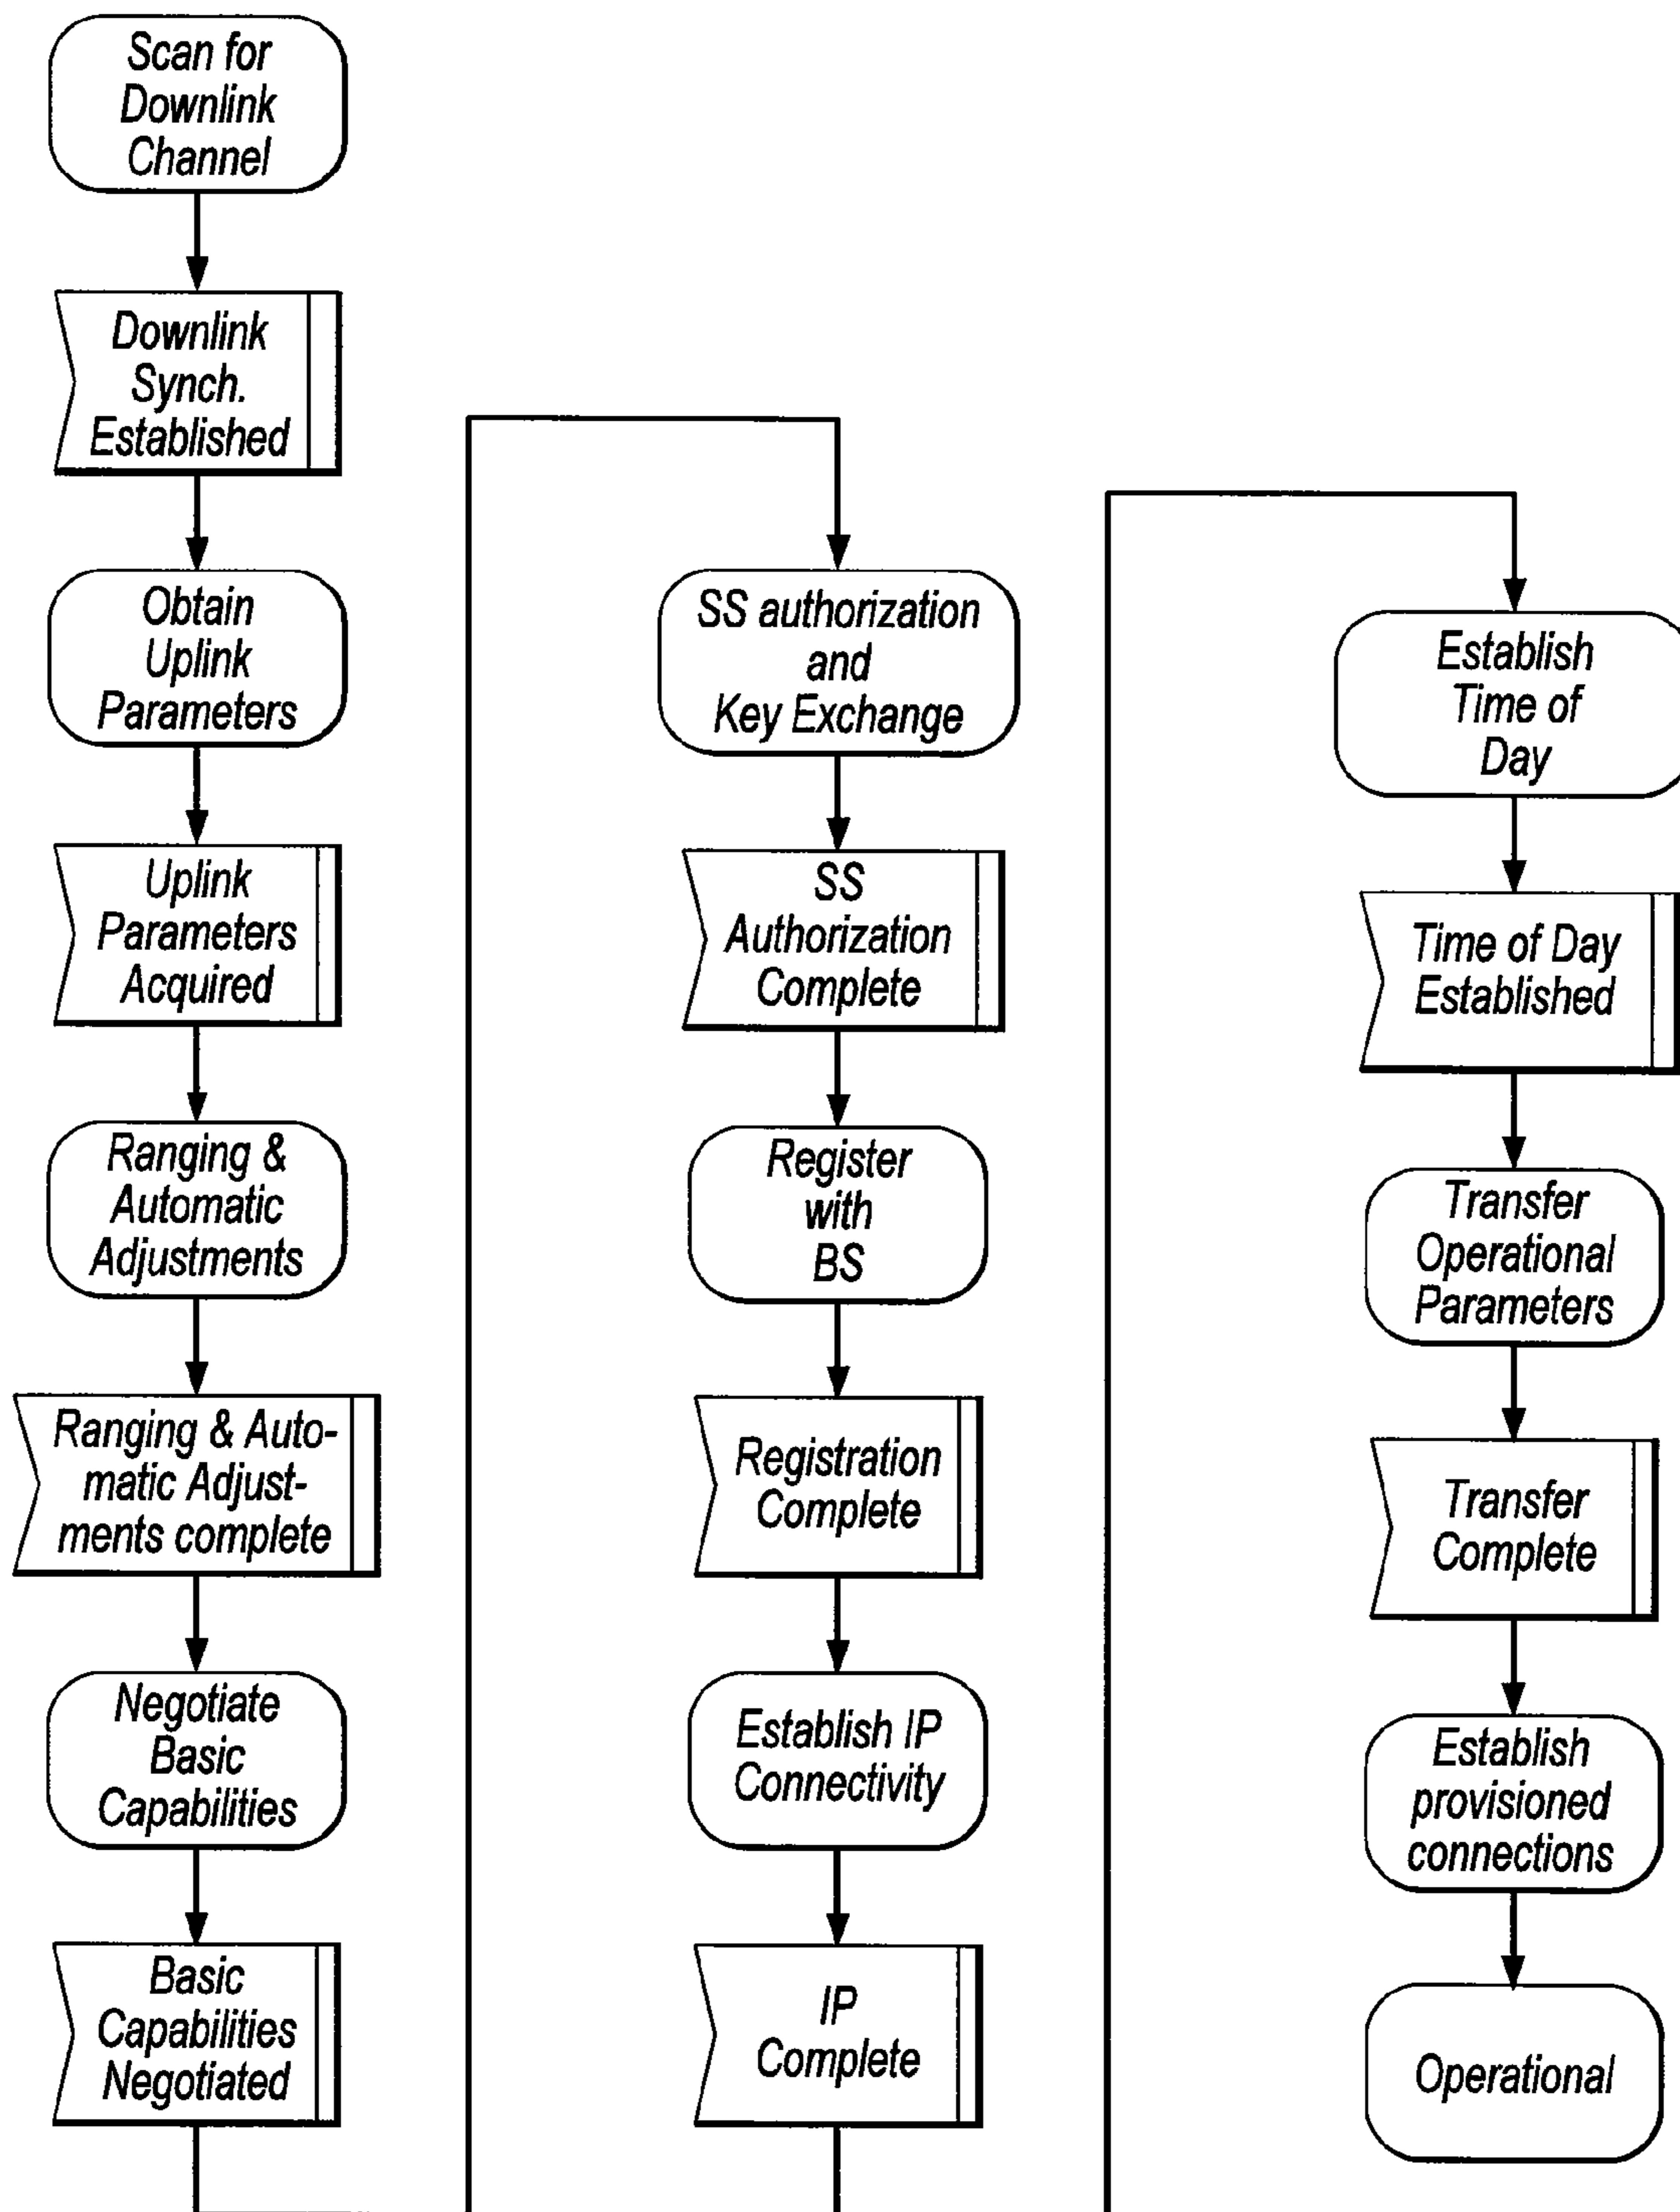 Scan for
Downlink
Channel
Downlink
Synch.
Established
Obtain
Uplink
Parameters
Uplink
Parameters
Acquired
Ranging &
Automatic
Adjustments
Ranging & Auto-
matic Adjust-
ments complete
Negotiate
Basic
Capabilities
Basic
Capabilities
Negotiated
SS authorization
and
Key Exchange
SS
Authorization
Complete
Register
with
BS
Registration
Complete
Establish IP
Connectivity
IP
Complete
Establish
Time of
Day
Time of Day
Established
Transfer
Operational
Parameters
Transfer
Complete
Establish
provisioned
connections
Operational